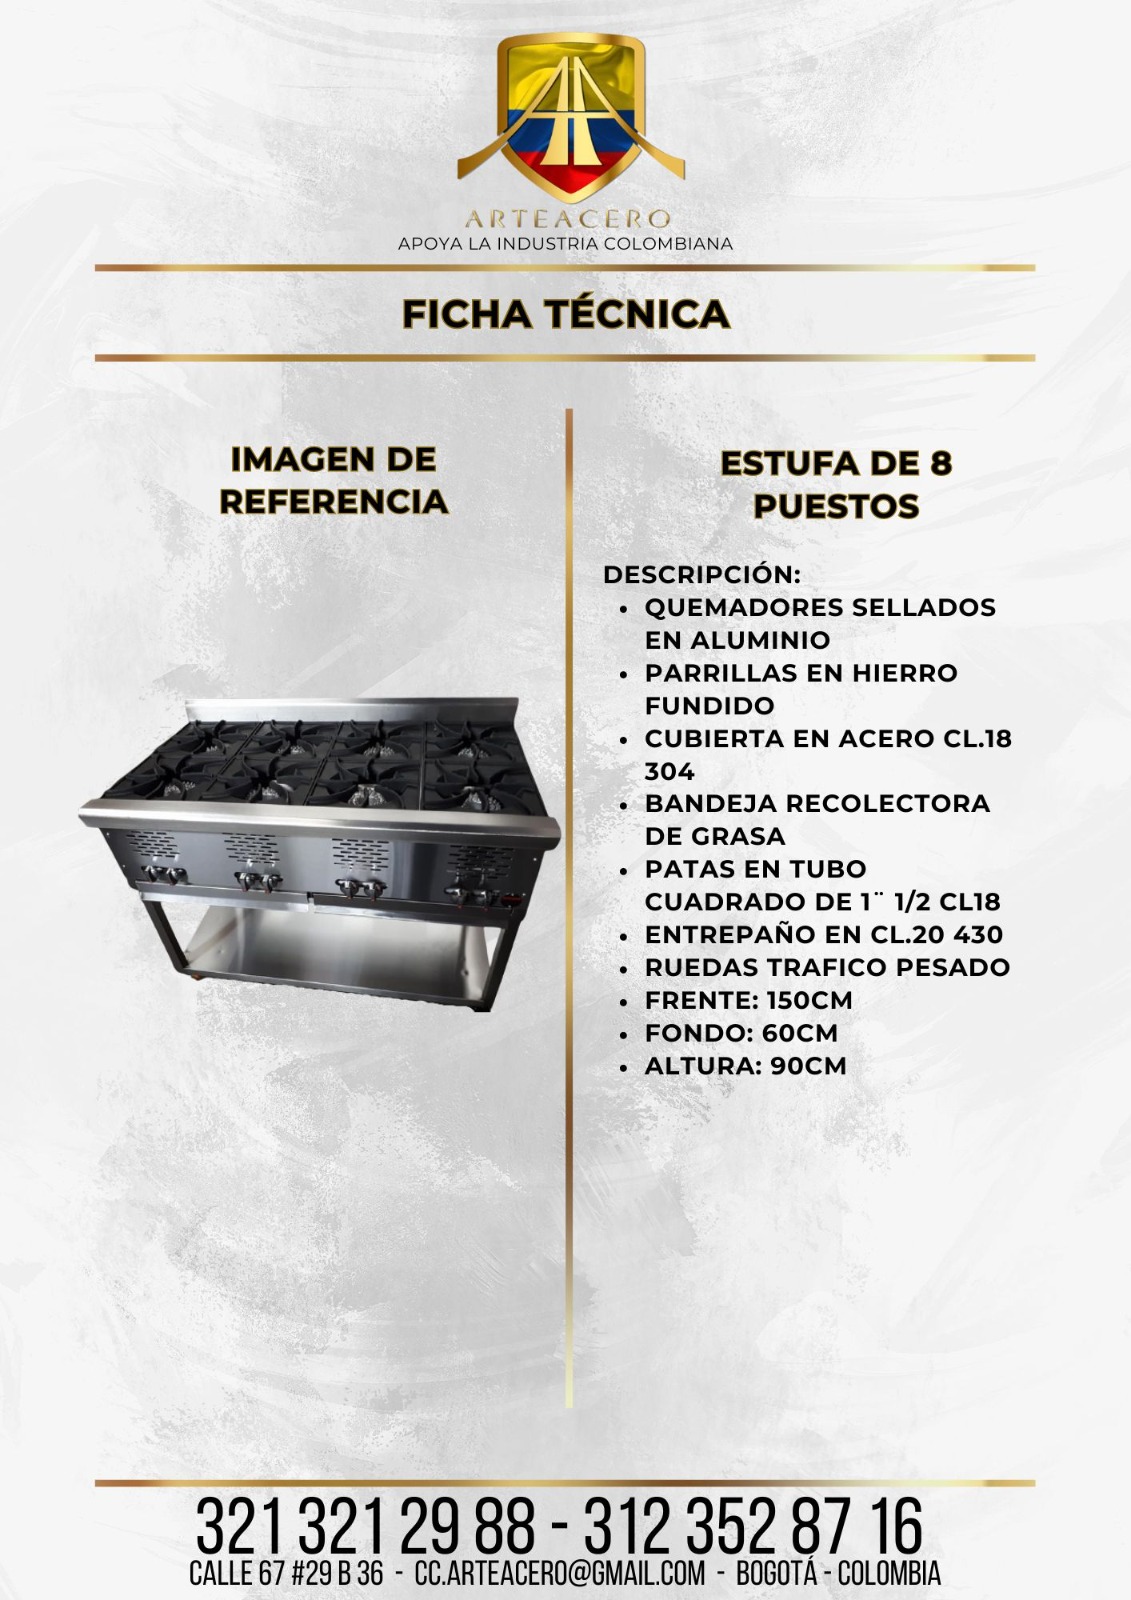 ARTEACERO
APOYA LA INDUSTRIA COLOMBIANA
FICHA TÉCNICA
IMAGEN DE
REFERENCIA
ESTUFA DE 8
PUESTOS
DESCRIPCIÓN:
• QUEMADORES SELLADOS
EN ALUMINIO
• PARRILLAS EN HIERRO
FUNDIDO
• CUBIERTA EN ACERO CL.18
304
• BANDEJA RECOLECTORA
DE GRASA
• PATAS EN TUBO
CUADRADO DE 1¨ 1/2 CL18
• ENTREPAÑO EN CL.20 430
• RUEDAS TRAFICO PESADO
• FRENTE: 150CM
• FONDO: 60CM
• ALTURA: 90CM
321 321 29 88 - 312 352 87 16
CALLE 67 #29 B 36 - CC.ARTEACERO@GMAIL.COM - BOGOTÁ - COLOMBIA